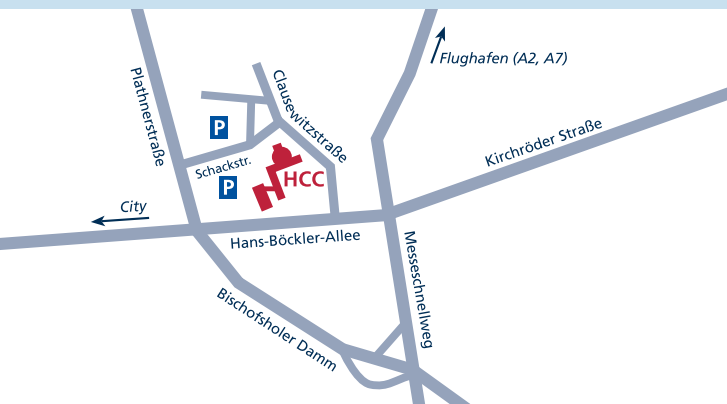 Flughafen (A2, A7)
Plathnerstraße
Clausewitzstraße
P
Kirchröder Straße
Schackstr.
P
HCC
City
Hans-Böckler-Allee
Messeschnellweg
Bischofsholer Damm